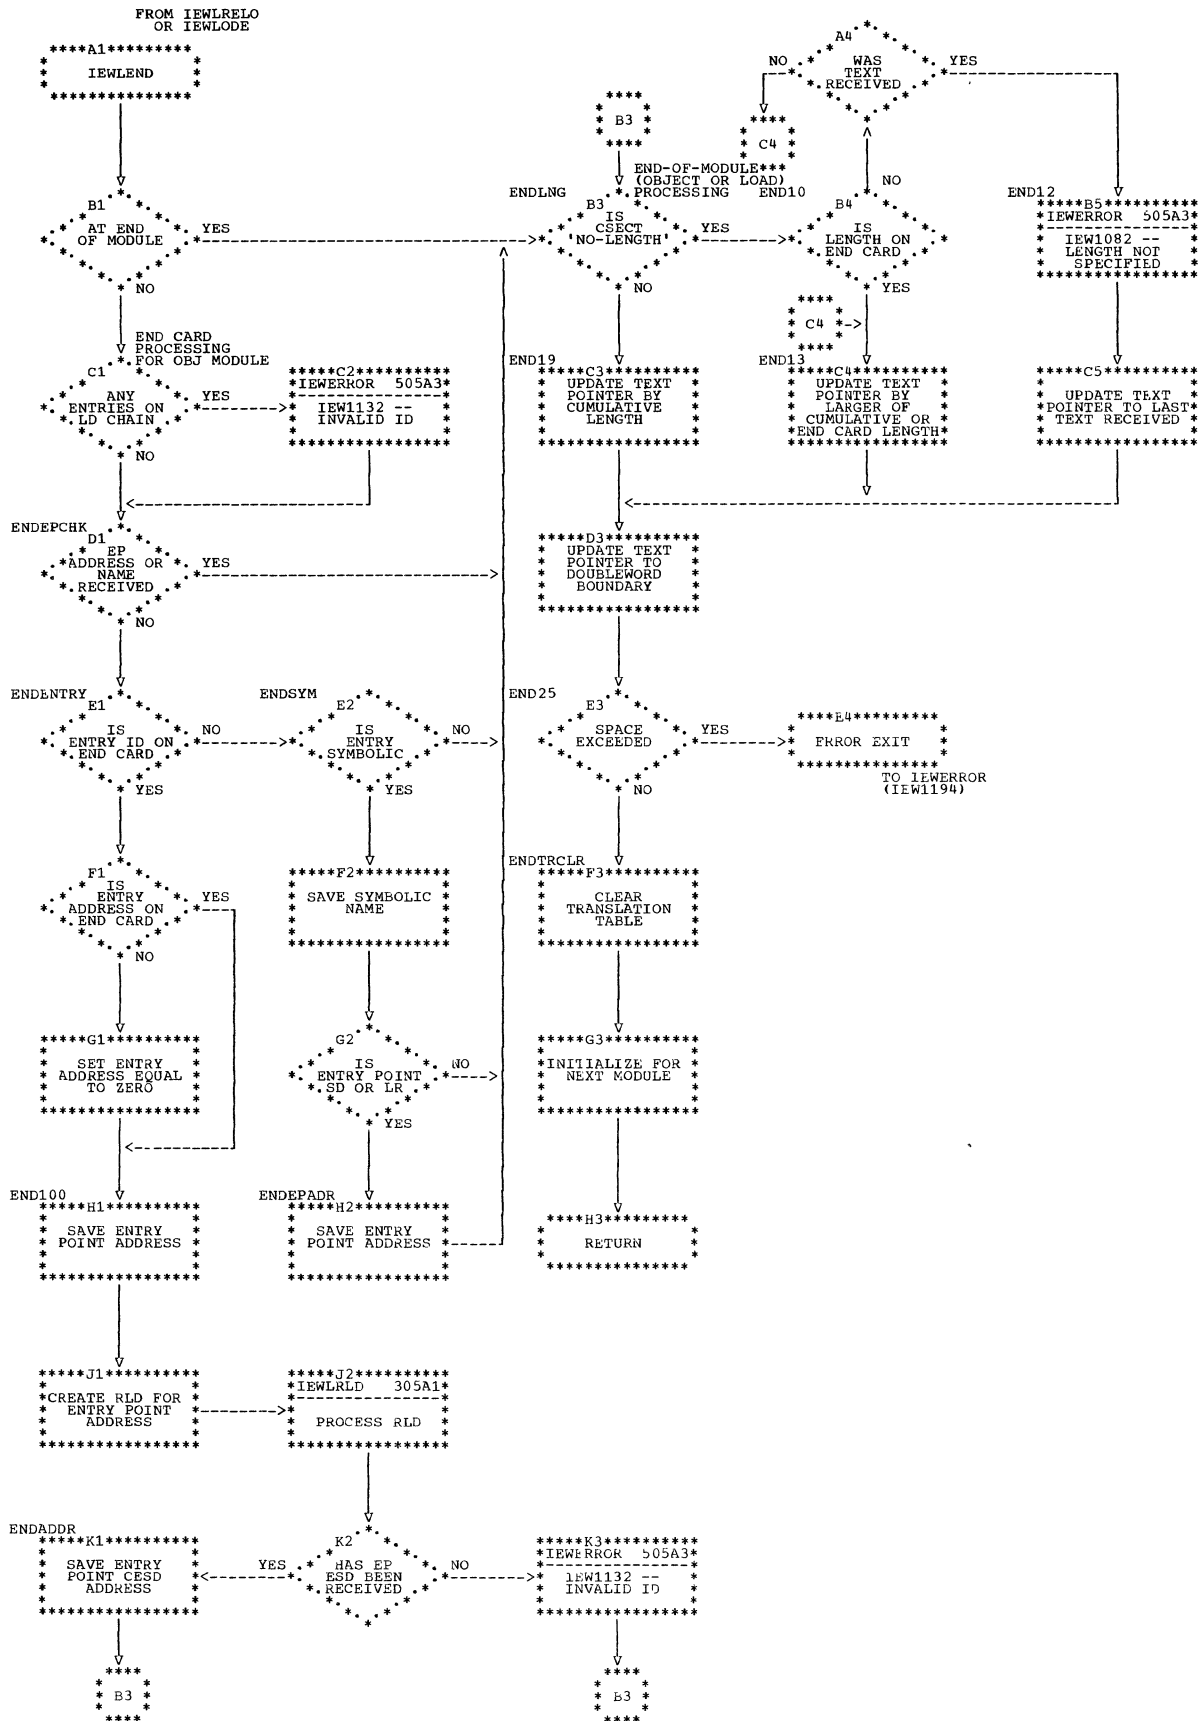 FROM IEWLRELO
OR IEWLODE
A1
IEWLEND
B1
AT END
OF MODULE
YES
NO
END CARD
PROCESSING
FOR OBJ MODULE
C1
ANY
ENTRIES ON
LD CHAIN
YES
NO
C2
IEWERROR 505A3
IEW1132 --
INVALID ID
ENDEPCHK
D1
EP
ADDRESS OR
NAME
RECEIVED
YES
NO
ENDENTRY
E1
IS
ENTRY ID ON
END CARD
NO
YES
ENDSYM
E2
IS
ENTRY
SYMBOLIC
NO
YES
F1
IS
ENTRY
ADDRESS ON
END CARD
YES
NO
F2
SAVE SYMBOLIC
NAME
G1
SET ENTRY
ADDRESS EQUAL
TO ZERO
G2
IS
ENTRY POINT
SD OR LR
NO
YES
END100
H1
SAVE ENTRY
POINT ADDRESS
ENDEPADR
H2
SAVE ENTRY
POINT ADDRESS
J1
CREATE RLD FOR
ENTRY POINT
ADDRESS
J2
IEWLRLD 305A1
PROCESS RLD
ENDADDR
K1
SAVE ENTRY
POINT CESD
ADDRESS
YES
K2
HAS EP
ESD BEEN
RECEIVED
NO
K3
IEWERROR 505A3
IEW1132 --
INVALID ID
B3
B3
B3
END-OF-MODULE
(OBJECT OR LOAD)
PROCESSING
ENDLNG
B3
IS
CSECT
'NO-LENGTH'
YES
NO
END10
B4
IS
LENGTH ON
END CARD
NO
YES
A4
WAS
TEXT
RECEIVED
NO
YES
C4
END12
B5
IEWERROR 505A3
IEW1082 --
LENGTH NOT
SPECIFIED
C4
END19
C3
UPDATE TEXT
POINTER BY
CUMULATIVE
LENGTH
END13
C4
UPDATE TEXT
POINTER BY
LARGER OF
CUMULATIVE OR
END CARD LENGTH
C5
UPDATE TEXT
POINTER TO LAST
TEXT RECEIVED
D3
UPDATE TEXT
POINTER TO
DOUBLEWORD
BOUNDARY
END25
E3
SPACE
EXCEEDED
YES
NO
E4
ERROR EXIT
TO IEWERROR
(IEW1194)
ENDTRCLR
F3
CLEAR
TRANSLATION
TABLE
G3
INITIALIZE FOR
NEXT MODULE
H3
RETURN